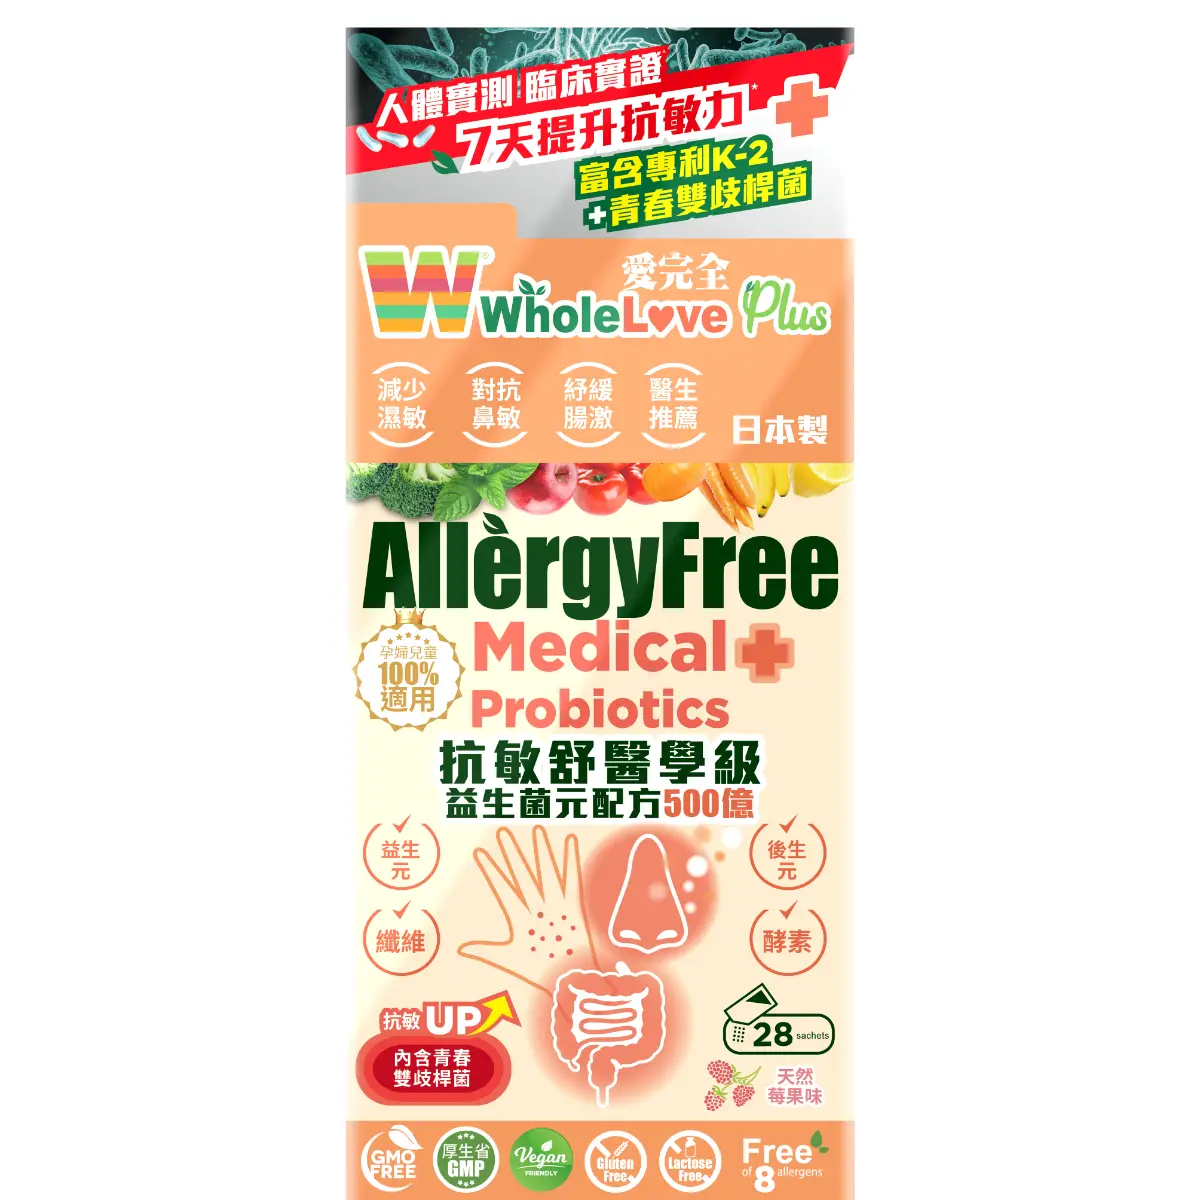 人體實測 臨床實證
7天提升抗敏力*
富含專利K-2
+青春雙歧桿菌
W®
愛完全
WholeLove Plus
減少
濕敏
對抗
鼻敏
紓緩
腸激
醫生
推薦
日本製
AllergyFree
Medical
Probiotics
孕婦兒童
100%
適用
抗敏舒醫學級
益生菌元配方500億
益生
元
後生
元
纖維
酵素
抗敏UP
內含青春
雙歧桿菌
28 sachets
天然
莓果味
GMO
FREE
厚生省
GMP
Vegan
FRIENDLY
Gluten
Free
Lactose
Free
Free
of 8 allergens